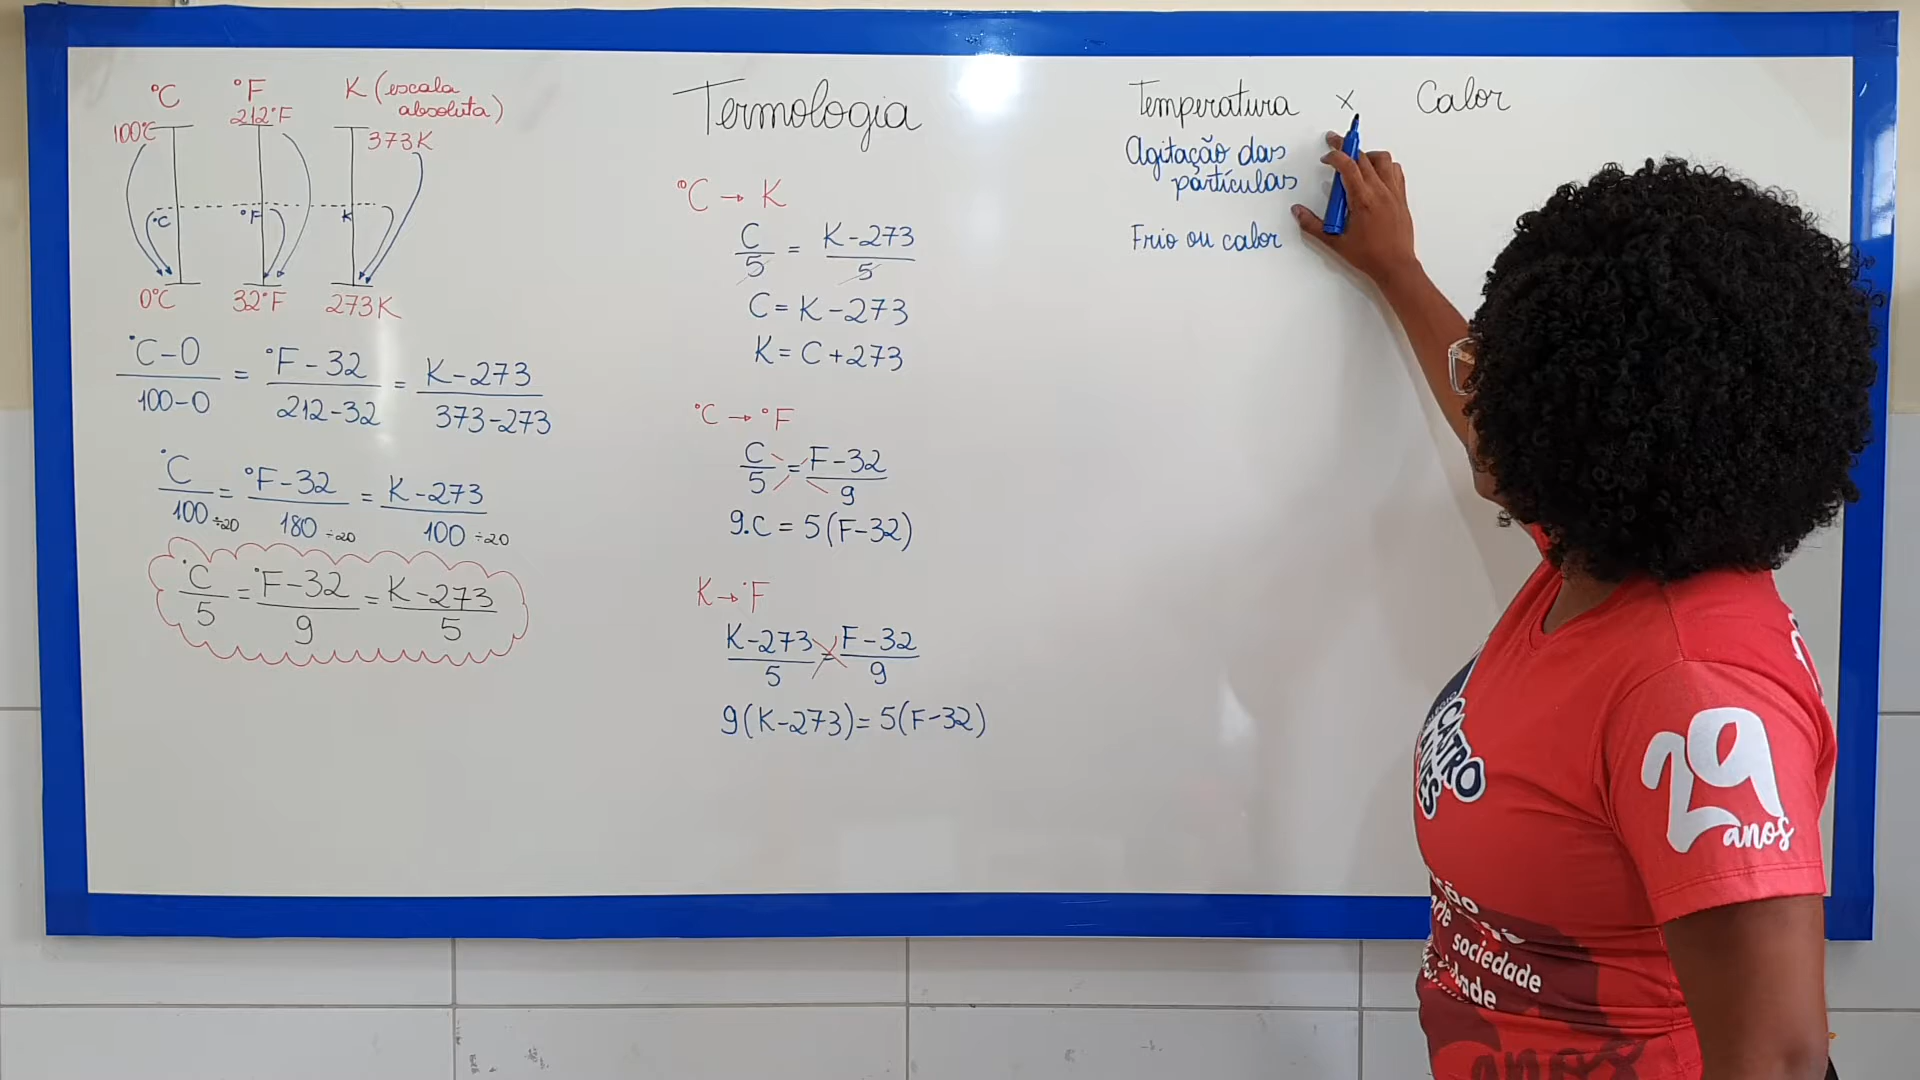 °C
°F
K (escala
absoluta)
100°C
212°F
373K
°C
°F
K
0°C
32°F
273K
°C-0 / 100-0 = °F-32 / 212-32 = K-273 / 373-273
°C / 100 ÷20 = °F-32 / 180 ÷20 = K-273 / 100 ÷20
°C / 5 = °F-32 / 9 = K-273 / 5
Termologia
°C → K
C / 5 = K-273 / 5
C = K - 273
K = C + 273
°C → °F
C / 5 = F-32 / 9
9.C = 5(F-32)
K → °F
K-273 / 5 = F-32 / 9
9(K-273) = 5(F-32)
Temperatura x Calor
Agitação das
partículas
Frio ou calor
CASTRO
29
anos
sociedade
anos